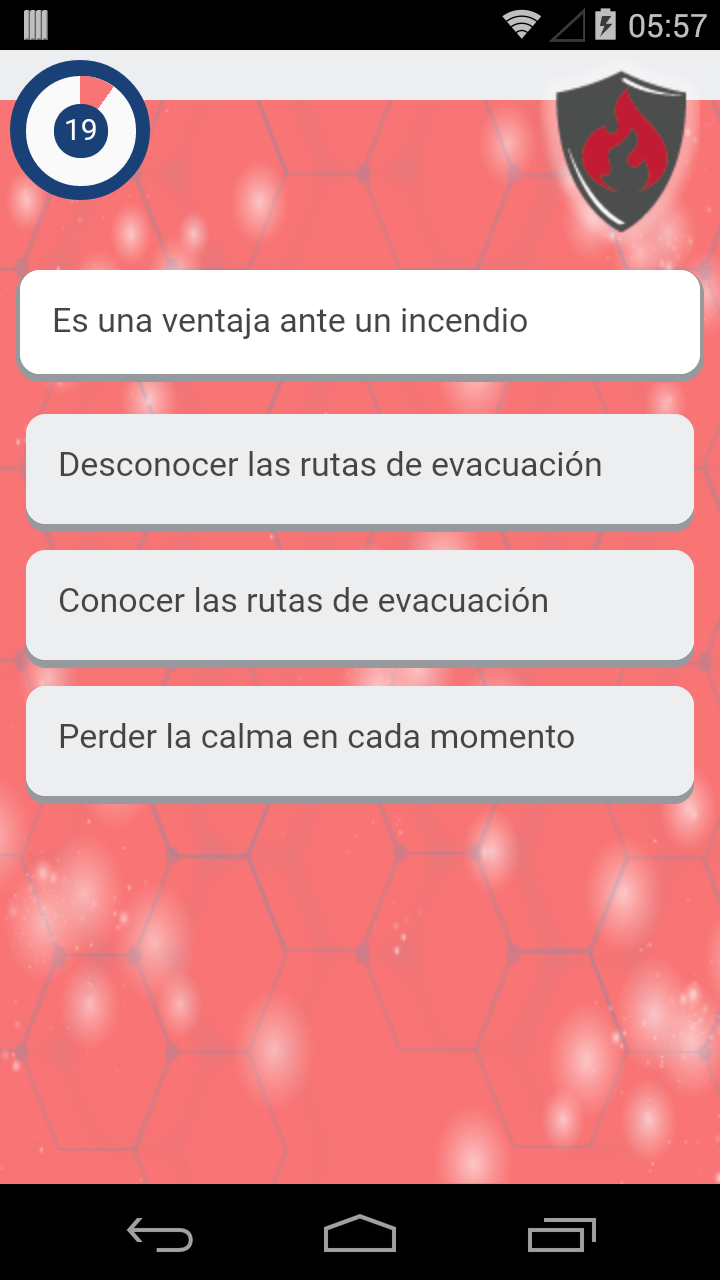 05:57
19
Es una ventaja ante un incendio
Desconocer las rutas de evacuación
Conocer las rutas de evacuación
Perder la calma en cada momento